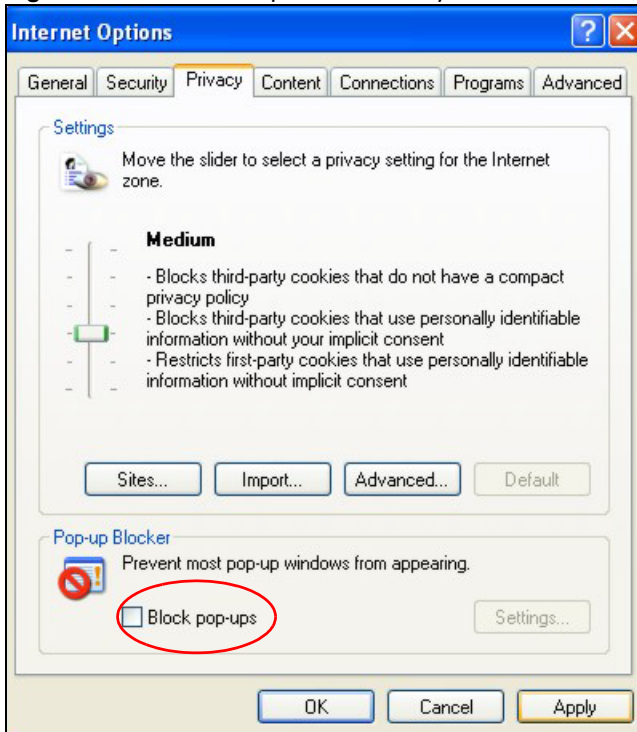 Internet Options
General Security Privacy Content Connections Programs Advanced
Settings
Move the slider to select a privacy setting for the Internet
zone.
Medium
- Blocks third-party cookies that do not have a compact
privacy policy
- Blocks third-party cookies that use personally identifiable
information without your implicit consent
- Restricts first-party cookies that use personally identifiable
information without implicit consent
Sites... Import... Advanced... Default
Pop-up Blocker
Prevent most pop-up windows from appearing.
Block pop-ups Settings...
OK Cancel Apply